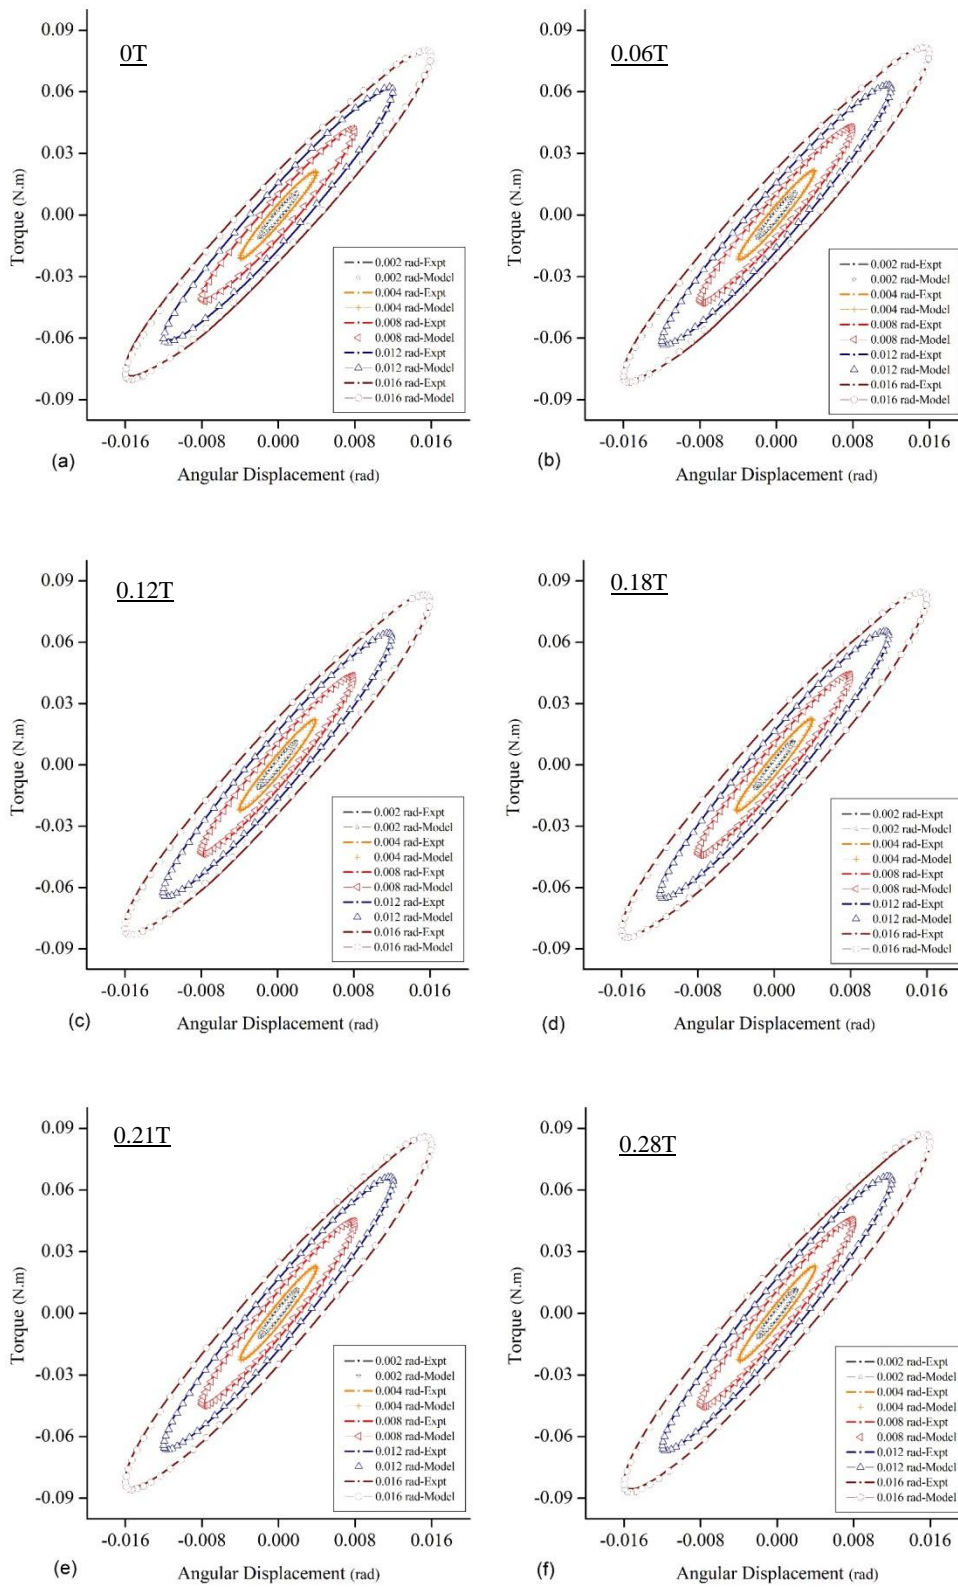 0T
0.09
0.06
0.03
0.00
-0.03
-0.06
-0.09
Torque (N.m)
0.002 rad-Expt
0.002 rad-Model
0.004 rad-Expt
0.004 rad-Model
0.008 rad-Expt
0.008 rad-Model
0.012 rad-Expt
0.012 rad-Model
0.016 rad-Expt
0.016 rad-Model
-0.016 -0.008 0.000 0.008 0.016
(a)
Angular Displacement (rad)
0.06T
0.09
0.06
0.03
0.00
-0.03
-0.06
-0.09
Torque (N.m)
0.002 rad-Expt
0.002 rad-Model
0.004 rad-Expt
0.004 rad-Model
0.008 rad-Expt
0.008 rad-Model
0.012 rad-Expt
0.012 rad-Model
0.016 rad-Expt
0.016 rad-Model
-0.016 -0.008 0.000 0.008 0.016
(b)
Angular Displacement (rad)
0.12T
0.09
0.06
0.03
0.00
-0.03
-0.06
-0.09
Torque (N.m)
0.002 rad-Expt
0.002 rad-Model
0.004 rad-Expt
0.004 rad-Model
0.008 rad-Expt
0.008 rad-Model
0.012 rad-Expt
0.012 rad-Model
0.016 rad-Expt
0.016 rad-Model
-0.016 -0.008 0.000 0.008 0.016
(c)
Angular Displacement (rad)
0.18T
0.09
0.06
0.03
0.00
-0.03
-0.06
-0.09
Torque (N.m)
0.002 rad-Expt
0.002 rad-Model
0.004 rad-Expt
0.004 rad-Model
0.008 rad-Expt
0.008 rad-Model
0.012 rad-Expt
0.012 rad-Model
0.016 rad-Expt
0.016 rad-Model
-0.016 -0.008 0.000 0.008 0.016
(d)
Angular Displacement (rad)
0.21T
0.09
0.06
0.03
0.00
-0.03
-0.06
-0.09
Torque (N.m)
0.002 rad-Expt
0.002 rad-Model
0.004 rad-Expt
0.004 rad-Model
0.008 rad-Expt
0.008 rad-Model
0.012 rad-Expt
0.012 rad-Model
0.016 rad-Expt
0.016 rad-Model
-0.016 -0.008 0.000 0.008 0.016
(e)
Angular Displacement (rad)
0.28T
0.09
0.06
0.03
0.00
-0.03
-0.06
-0.09
Torque (N.m)
0.002 rad-Expt
0.002 rad-Model
0.004 rad-Expt
0.004 rad-Model
0.008 rad-Expt
0.008 rad-Model
0.012 rad-Expt
0.012 rad-Model
0.016 rad-Expt
0.016 rad-Model
-0.016 -0.008 0.000 0.008 0.016
(f)
Angular Displacement (rad)